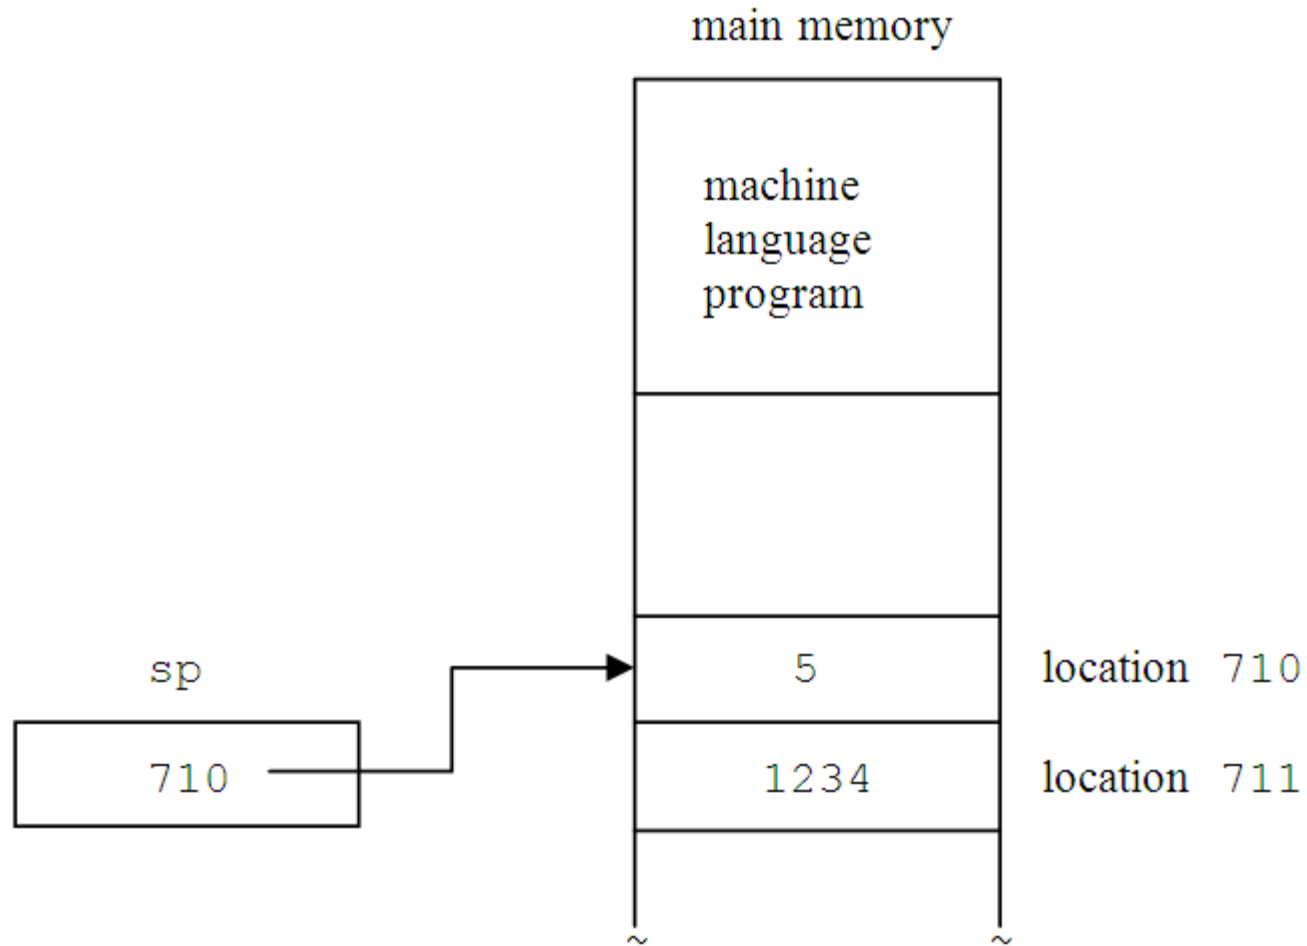 main memory
machine
language
program
sp
5
location 710
710
1234
location 711
~
~